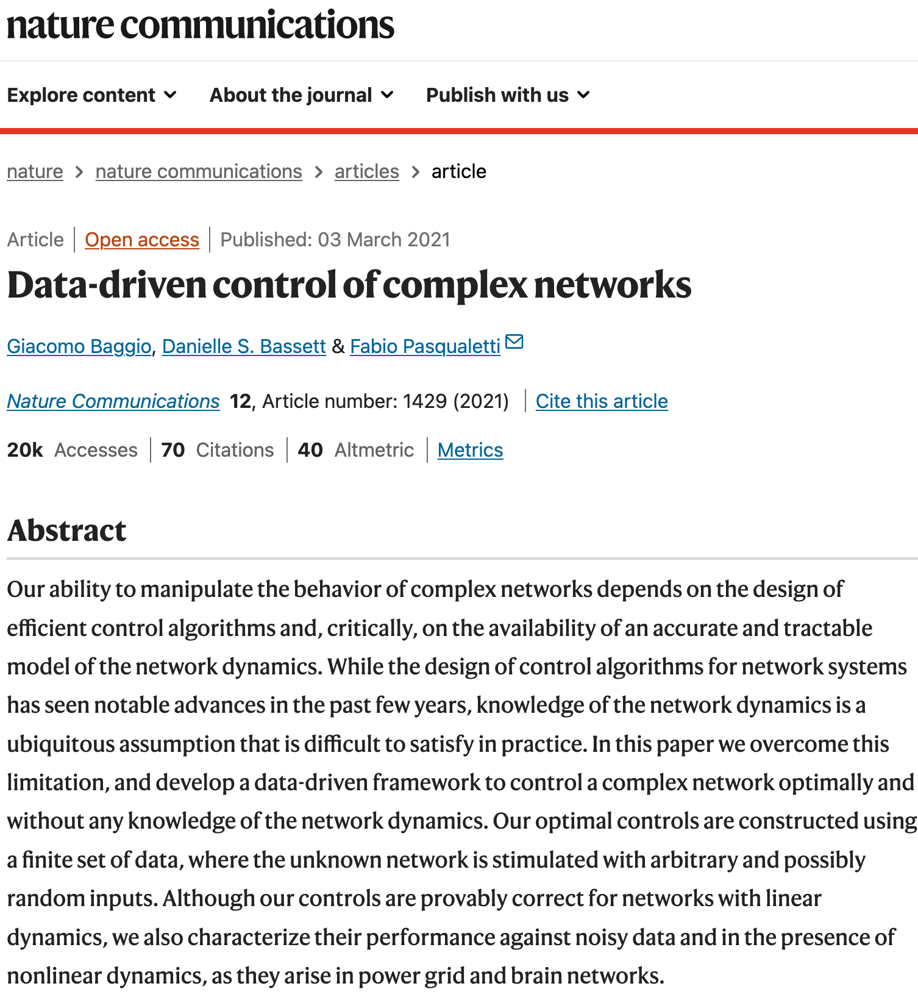 nature communications
Explore content About the journal Publish with us
nature > nature communications > articles > article
Article | Open access | Published: 03 March 2021
Data-driven control of complex networks
Giacomo Baggio, Danielle S. Bassett & Fabio Pasqualetti
Nature Communications 12, Article number: 1429 (2021) | Cite this article
20k Accesses | 70 Citations | 40 Altmetric | Metrics
Abstract
Our ability to manipulate the behavior of complex networks depends on the design of
efficient control algorithms and, critically, on the availability of an accurate and tractable
model of the network dynamics. While the design of control algorithms for network systems
has seen notable advances in the past few years, knowledge of the network dynamics is a
ubiquitous assumption that is difficult to satisfy in practice. In this paper we overcome this
limitation, and develop a data-driven framework to control a complex network optimally and
without any knowledge of the network dynamics. Our optimal controls are constructed using
a finite set of data, where the unknown network is stimulated with arbitrary and possibly
random inputs. Although our controls are provably correct for networks with linear
dynamics, we also characterize their performance against noisy data and in the presence of
nonlinear dynamics, as they arise in power grid and brain networks.